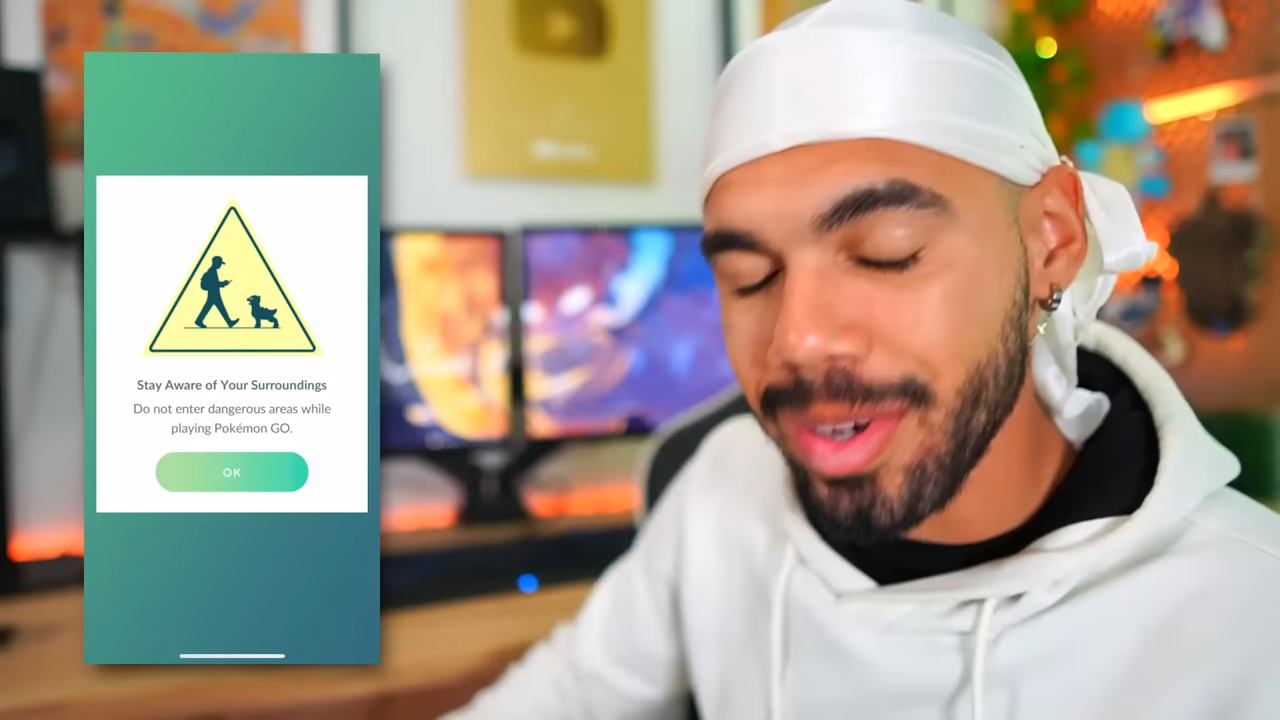 Stay Aware of Your Surroundings
Do not enter dangerous areas while
playing Pokémon GO.
OK